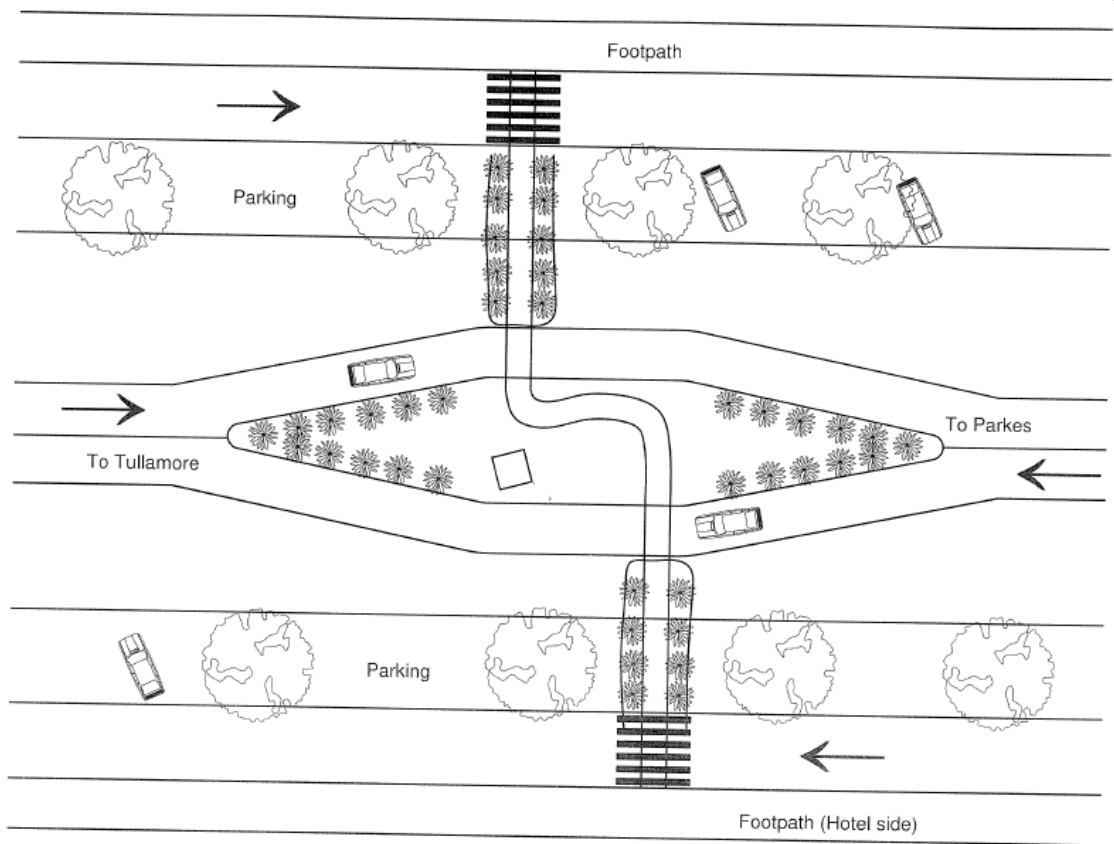 Footpath
Parking
To Parkes
To Tullamore
Parking
Footpath (Hotel side)